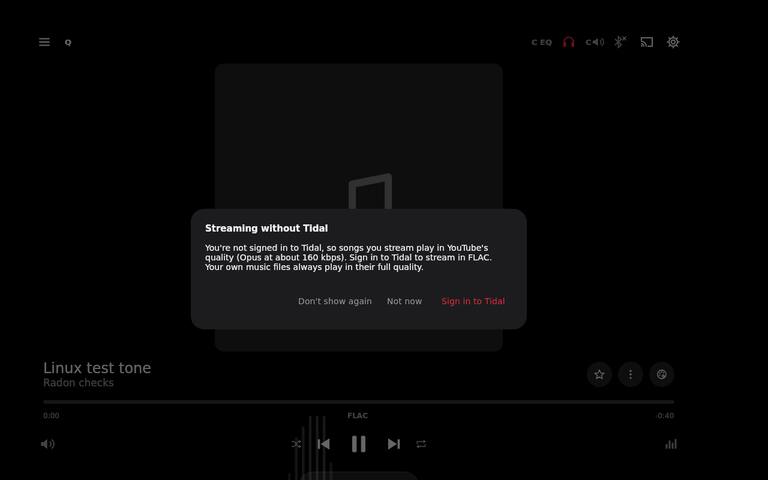 Q
C EQ
C
Streaming without Tidal
You're not signed in to Tidal, so songs you stream play in YouTube's
quality (Opus at about 160 kbps). Sign in to Tidal to stream in FLAC.
Your own music files always play in their full quality.
Don't show again
Not now
Sign in to Tidal
Linux test tone
Radon checks
0:00
FLAC
-0:40